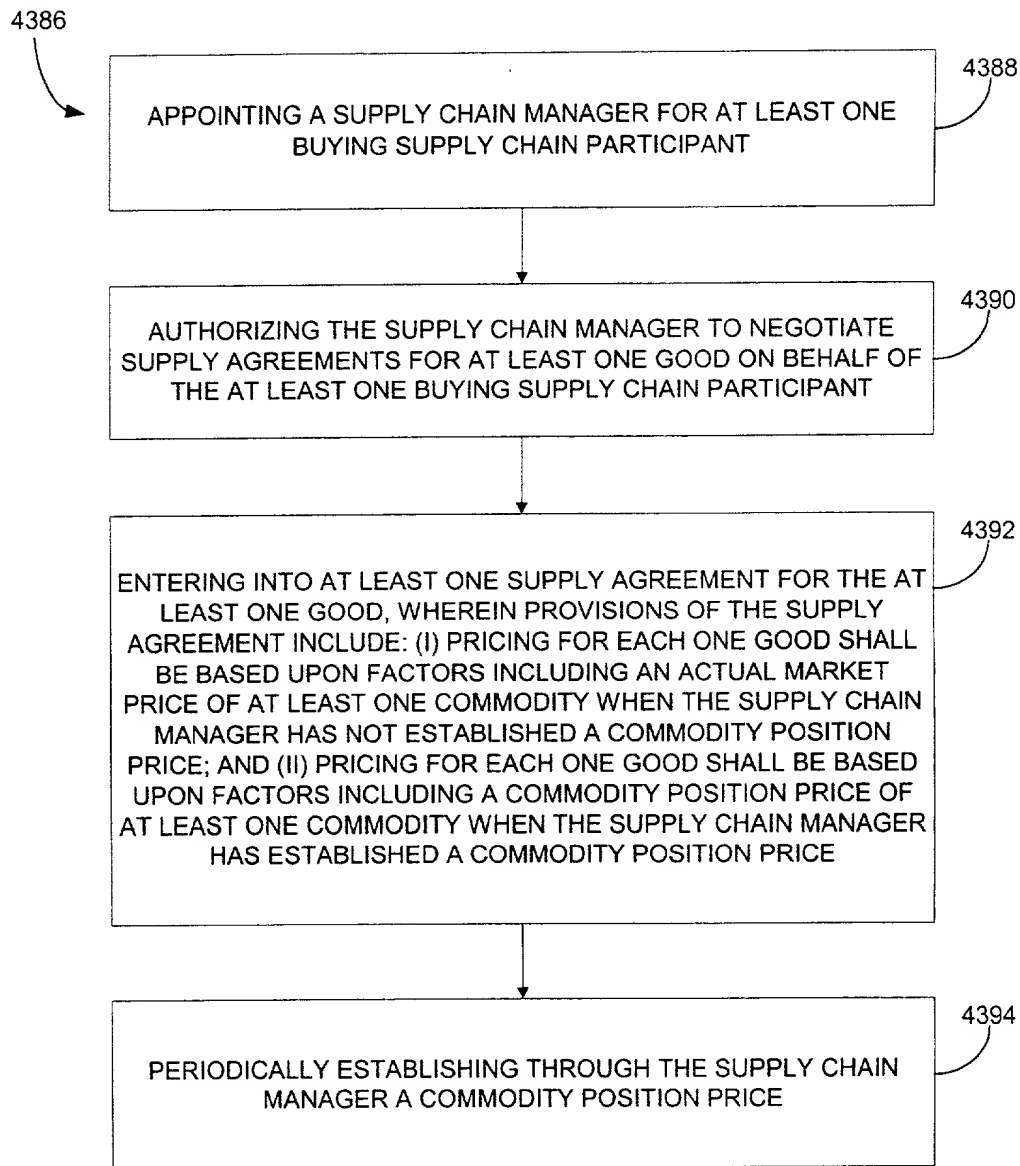 4386
4388
APPOINTING A SUPPLY CHAIN MANAGER FOR AT LEAST ONE
BUYING SUPPLY CHAIN PARTICIPANT
4390
AUTHORIZING THE SUPPLY CHAIN MANAGER TO NEGOTIATE
SUPPLY AGREEMENTS FOR AT LEAST ONE GOOD ON BEHALF OF
THE AT LEAST ONE BUYING SUPPLY CHAIN PARTICIPANT
4392
ENTERING INTO AT LEAST ONE SUPPLY AGREEMENT FOR THE AT
LEAST ONE GOOD, WHEREIN PROVISIONS OF THE SUPPLY
AGREEMENT INCLUDE: (I) PRICING FOR EACH ONE GOOD SHALL
BE BASED UPON FACTORS INCLUDING AN ACTUAL MARKET
PRICE OF AT LEAST ONE COMMODITY WHEN THE SUPPLY CHAIN
MANAGER HAS NOT ESTABLISHED A COMMODITY POSITION
PRICE; AND (II) PRICING FOR EACH ONE GOOD SHALL BE BASED
UPON FACTORS INCLUDING A COMMODITY POSITION PRICE OF
AT LEAST ONE COMMODITY WHEN THE SUPPLY CHAIN MANAGER
HAS ESTABLISHED A COMMODITY POSITION PRICE
4394
PERIODICALLY ESTABLISHING THROUGH THE SUPPLY CHAIN
MANAGER A COMMODITY POSITION PRICE